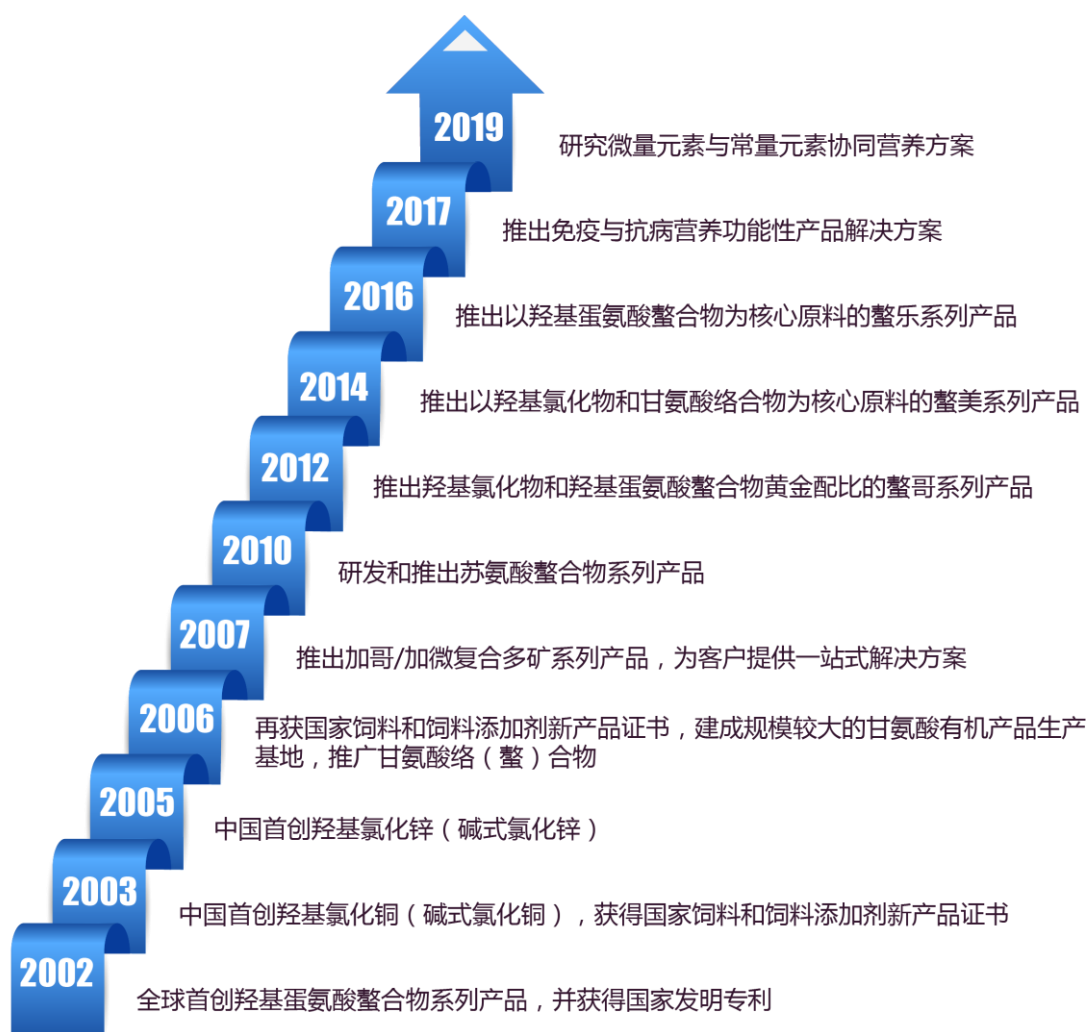 2019
研究微量元素与常量元素协同营养方案
2017
推出免疫与抗病营养功能性产品解决方案
2016
推出以羟基蛋氨酸螯合物为核心原料的螯乐系列产品
2014
推出以羟基氯化物和甘氨酸络合物为核心原料的螯美系列产品
2012
推出羟基氯化物和羟基蛋氨酸螯合物黄金配比的螯哥系列产品
2010
研发和推出苏氨酸螯合物系列产品
2007
推出加哥/加微复合多矿系列产品，为客户提供一站式解决方案
2006
再获国家饲料和饲料添加剂新产品证书，建成规模较大的甘氨酸有机产品生产
基地，推广甘氨酸络（螯）合物
2005
中国首创羟基氯化锌（碱式氯化锌）
2003
中国首创羟基氯化铜（碱式氯化铜），获得国家饲料和饲料添加剂新产品证书
2002
全球首创羟基蛋氨酸螯合物系列产品，并获得国家发明专利